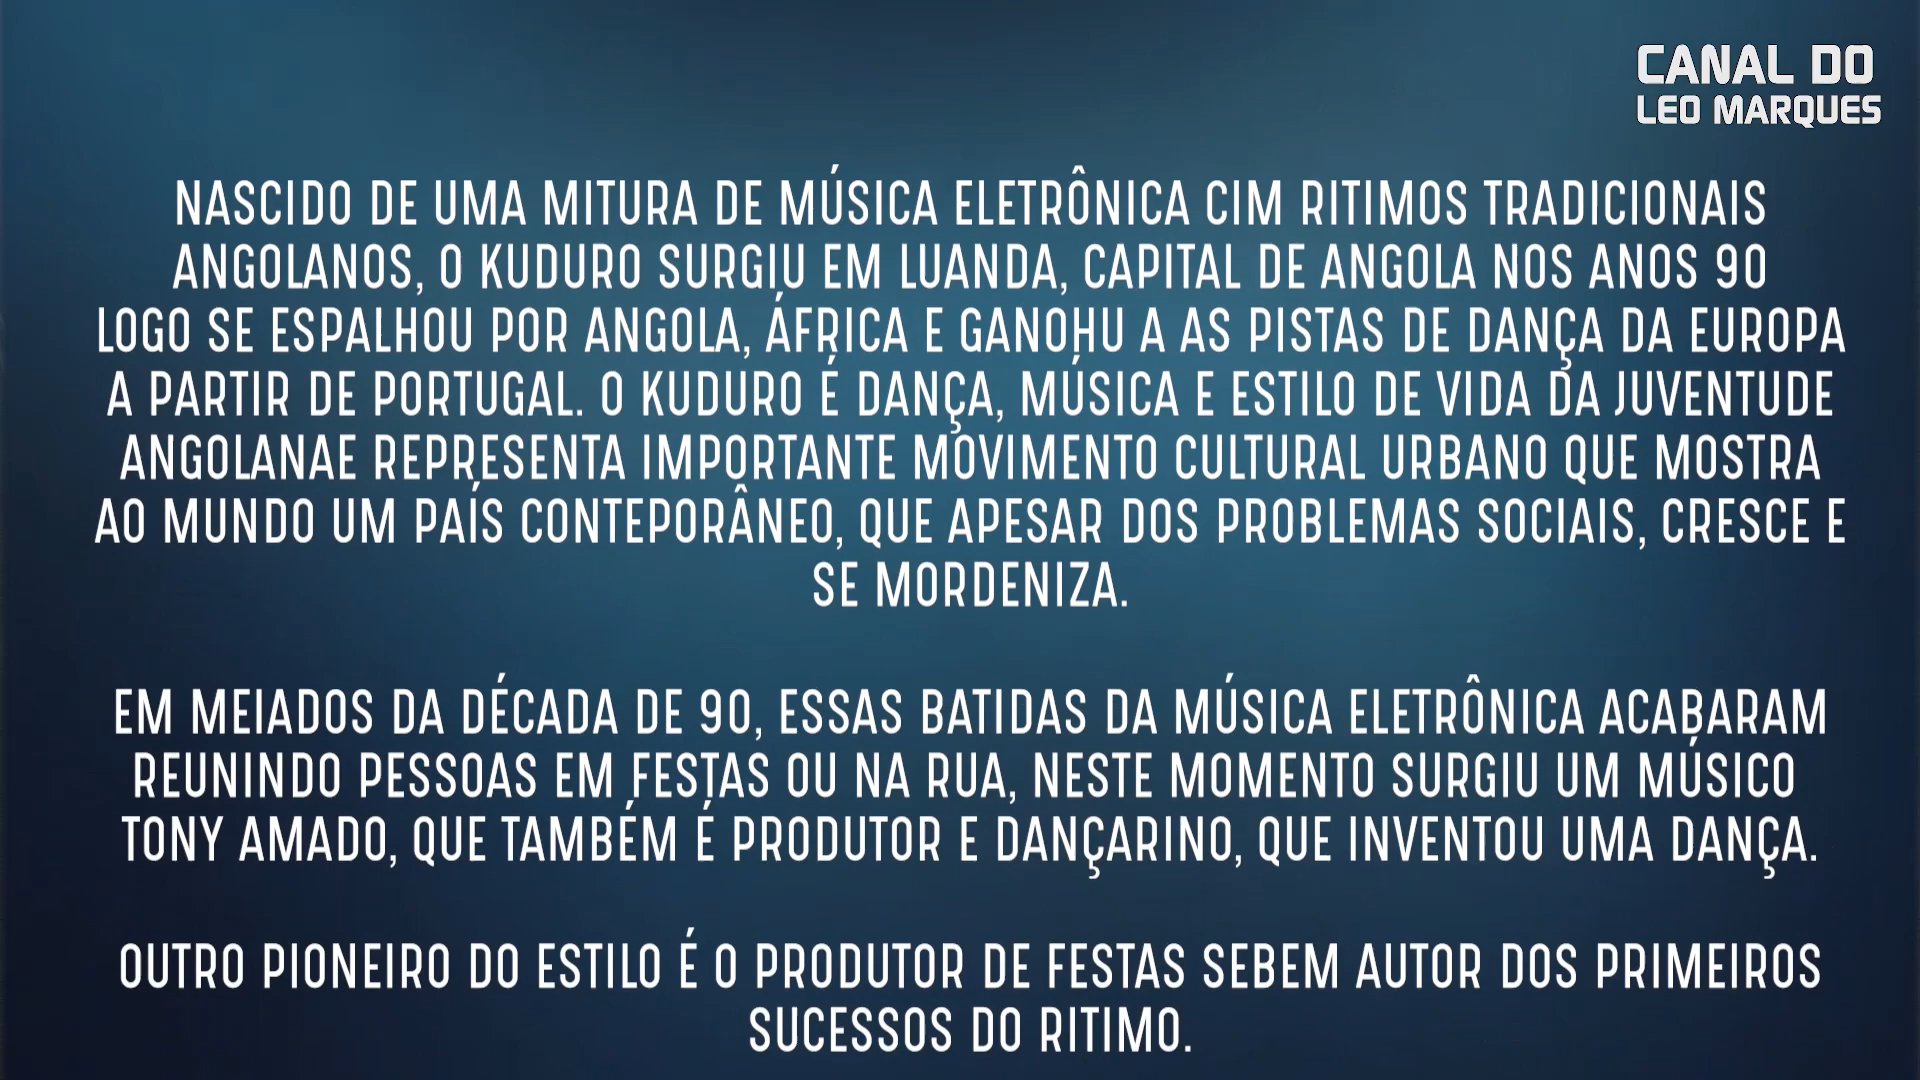 CANAL DO
LEO MARQUES
NASCIDO DE UMA MITURA DE MÚSICA ELETRÔNICA CIM RITIMOS TRADICIONAIS
ANGOLANOS, O KUDURO SURGIU EM LUANDA, CAPITAL DE ANGOLA NOS ANOS 90
LOGO SE ESPALHOU POR ANGOLA, ÁFRICA E GANOHU A AS PISTAS DE DANÇA DA EUROPA
A PARTIR DE PORTUGAL. O KUDURO É DANÇA, MÚSICA E ESTILO DE VIDA DA JUVENTUDE
ANGOLANAE REPRESENTA IMPORTANTE MOVIMENTO CULTURAL URBANO QUE MOSTRA
AO MUNDO UM PAÍS CONTEPORÂNEO, QUE APESAR DOS PROBLEMAS SOCIAIS, CRESCE E
SE MORDENIZA.
EM MEIADOS DA DÉCADA DE 90, ESSAS BATIDAS DA MÚSICA ELETRÔNICA ACABARAM
REUNINDO PESSOAS EM FESTAS OU NA RUA, NESTE MOMENTO SURGIU UM MÚSICO
TONY AMADO, QUE TAMBÉM É PRODUTOR E DANÇARINO, QUE INVENTOU UMA DANÇA.
OUTRO PIONEIRO DO ESTILO É O PRODUTOR DE FESTAS SEBEM AUTOR DOS PRIMEIROS
SUCESSOS DO RITIMO.